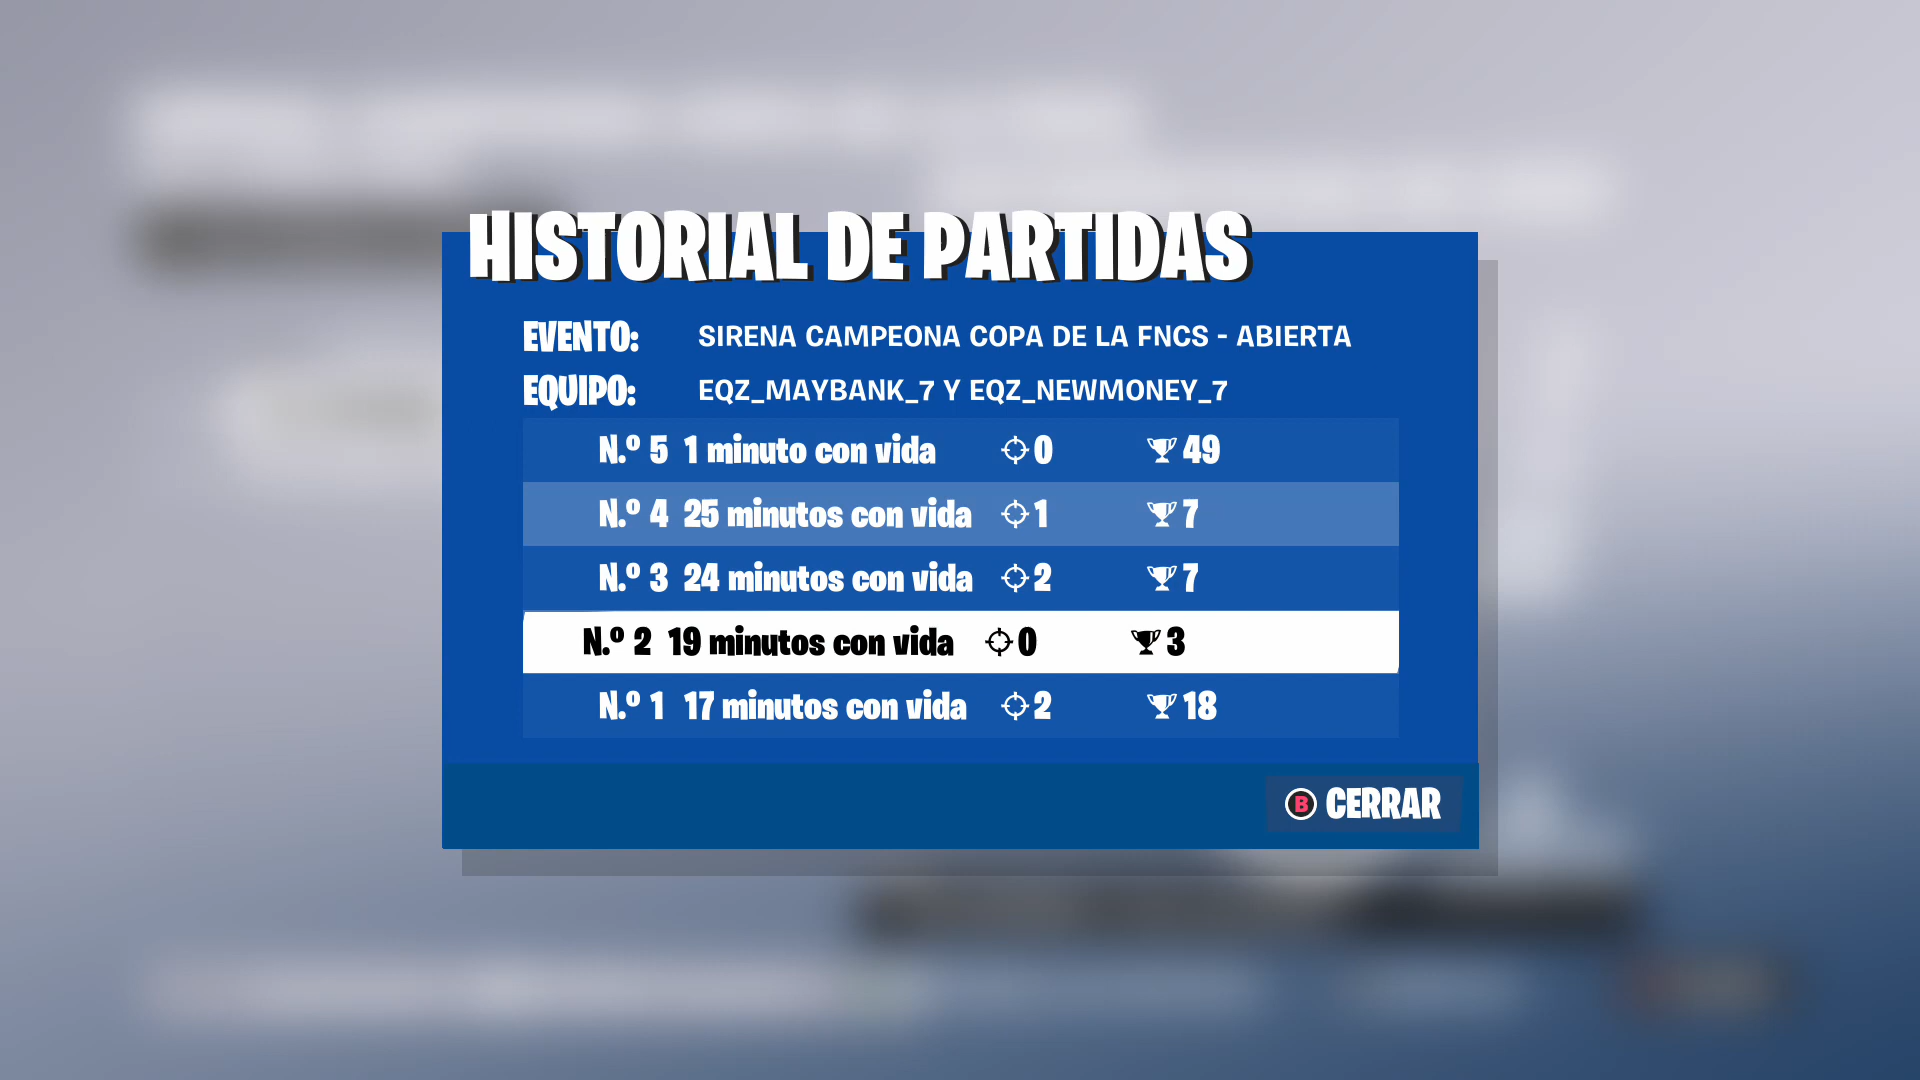 HISTORIAL DE PARTIDAS
EVENTO: SIRENA CAMPEONA COPA DE LA FNCS - ABIERTA
EQUIPO: EQZ_MAYBANK_7 Y EQZ_NEWMONEY_7
N.º 5 1 minuto con vida 0 49
N.º 4 25 minutos con vida 1 7
N.º 3 24 minutos con vida 2 7
N.º 2 19 minutos con vida 0 3
N.º 1 17 minutos con vida 2 18
B CERRAR